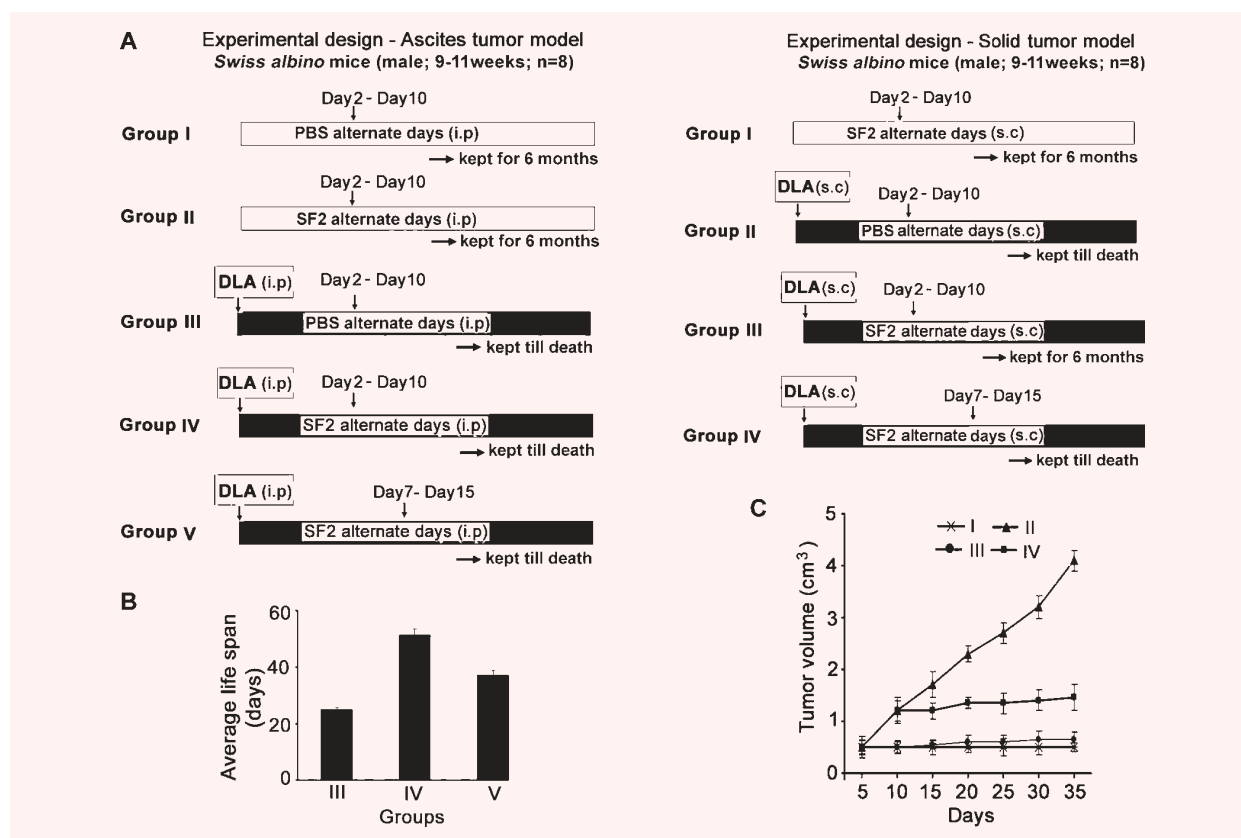 A
Experimental design - Ascites tumor model
Swiss albino mice (male; 9-11weeks; n=8)
Day2 - Day10
Group I
PBS alternate days (i.p)
kept for 6 months
Day2 - Day10
Group II
SF2 alternate days (i.p)
kept for 6 months
DLA (i.p)
Day2 - Day10
Group III
PBS alternate days (i.p)
kept till death
DLA (i.p)
Day2 - Day10
Group IV
SF2 alternate days (i.p)
kept till death
DLA (i.p)
Day7- Day15
Group V
SF2 alternate days (i.p)
kept till death
Experimental design - Solid tumor model
Swiss albino mice (male; 9-11weeks; n=8)
Day2 - Day10
Group I
SF2 alternate days (s.c)
kept for 6 months
DLA(s.c)
Day2 - Day10
Group II
PBS alternate days (s.c)
kept till death
DLA(s.c)
Day2 - Day10
Group III
SF2 alternate days (s.c)
kept for 6 months
DLA(s.c)
Day7- Day15
Group IV
SF2 alternate days (s.c)
kept till death
B
Average life span
(days)
60
40
20
0
III IV V
Groups
C
Tumor volume (cm3)
5
4
3
2
1
0
I II
III IV
5 10 15 20 25 30 35
Days